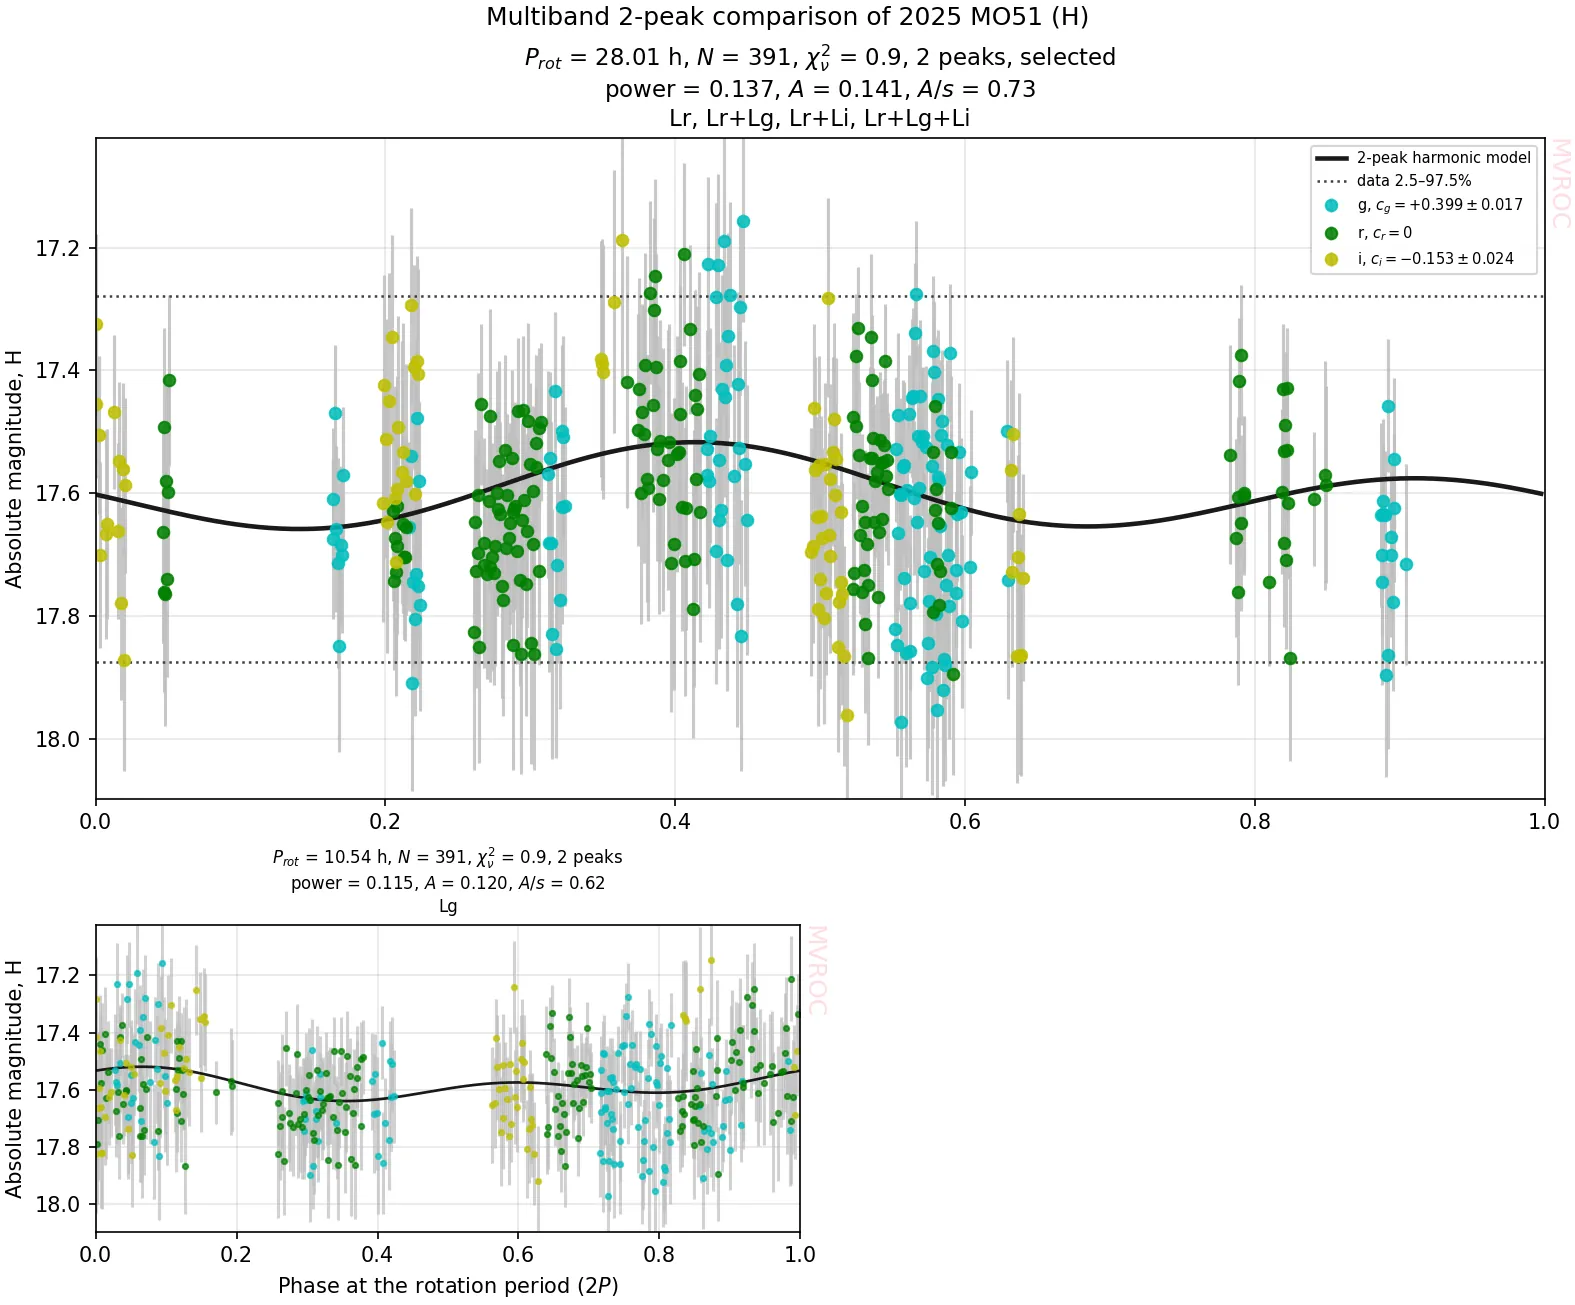 Multiband 2-peak comparison of 2025 MO51 (H)
P_rot = 28.01 h, N = 391, χ²_ν = 0.9, 2 peaks, selected
power = 0.137, A = 0.141, A/s = 0.73
Lr, Lr+Lg, Lr+Li, Lr+Lg+Li
MVROC
2-peak harmonic model
data 2.5–97.5%
g, c_g = +0.399 ± 0.017
r, c_r = 0
i, c_i = −0.153 ± 0.024
Absolute magnitude, H
17.2
17.4
17.6
17.8
18.0
0.0 0.2 0.4 0.6 0.8 1.0
P_rot = 10.54 h, N = 391, χ²_ν = 0.9, 2 peaks
power = 0.115, A = 0.120, A/s = 0.62
Lg
MVROC
Absolute magnitude, H
17.2
17.4
17.6
17.8
18.0
0.0 0.2 0.4 0.6 0.8 1.0
Phase at the rotation period (2P)